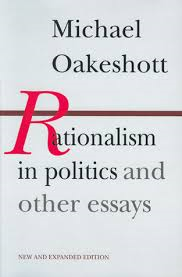 Michael
Oakeshott
Rationalism
in politics and
other essays
NEW AND EXPANDED EDITION